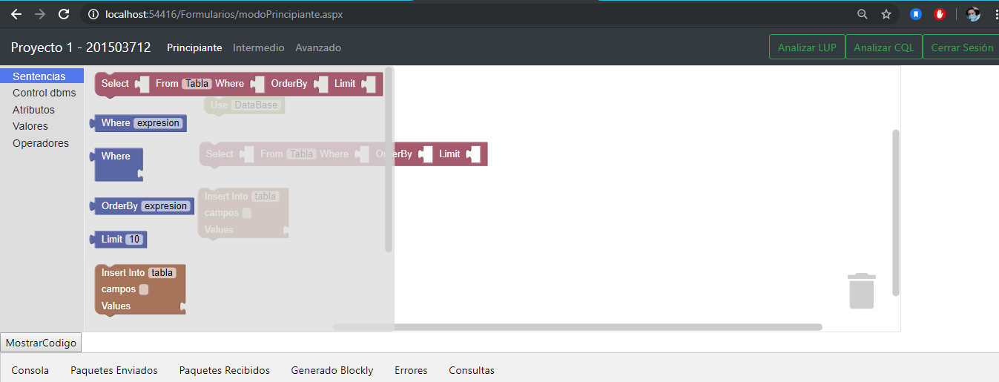 localhost:54416/Formularios/modoPrincipiante.aspx
Proyecto 1 - 201503712 Principiante Intermedio Avanzado Analizar LUP Analizar CQL Cerrar Sesión
Sentencias
Control dbms
Atributos
Valores
Operadores
Select From Tabla Where OrderBy Limit
Where expresion
Where
OrderBy expresion
Limit 10
Insert Into tabla
campos
Values
Use DataBase
Select From Tabla Where OrderBy Limit
Insert Into tabla
campos
Values
MostrarCodigo
Consola Paquetes Enviados Paquetes Recibidos Generado Blockly Errores Consultas